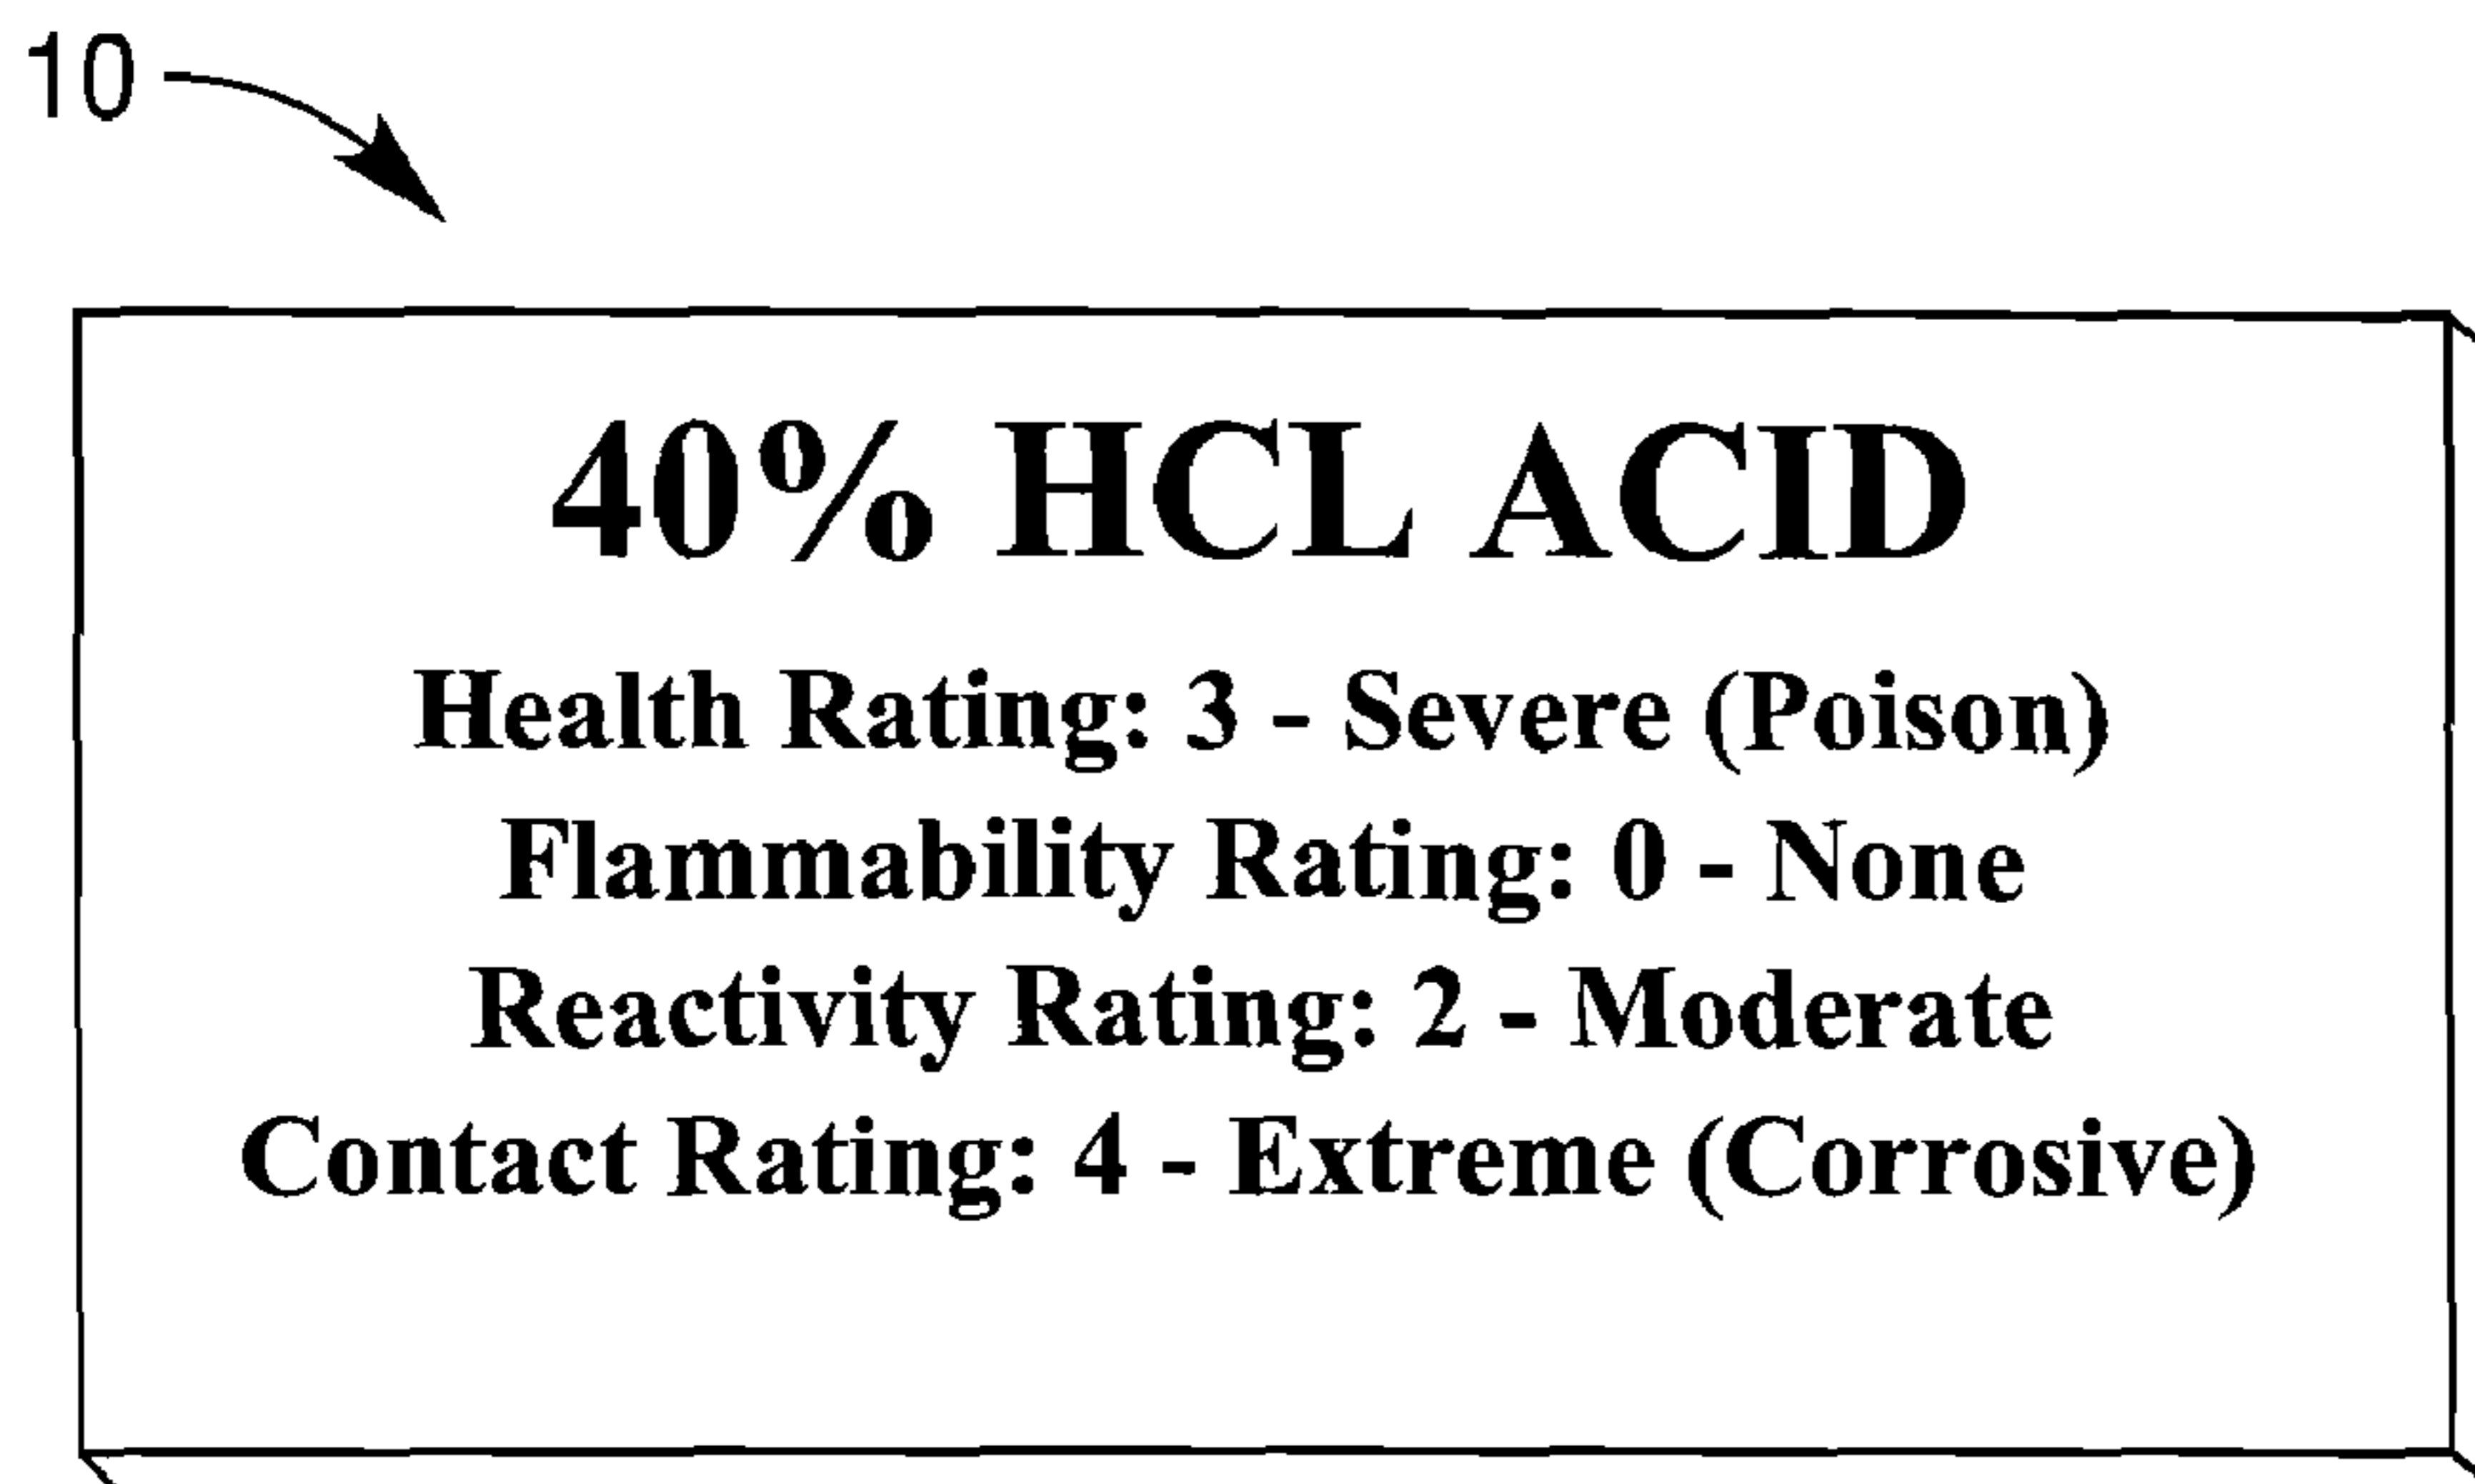 10
40% HCL ACID
Health Rating: 3 - Severe (Poison)
Flammability Rating: 0 - None
Reactivity Rating: 2 - Moderate
Contact Rating: 4 - Extreme (Corrosive)